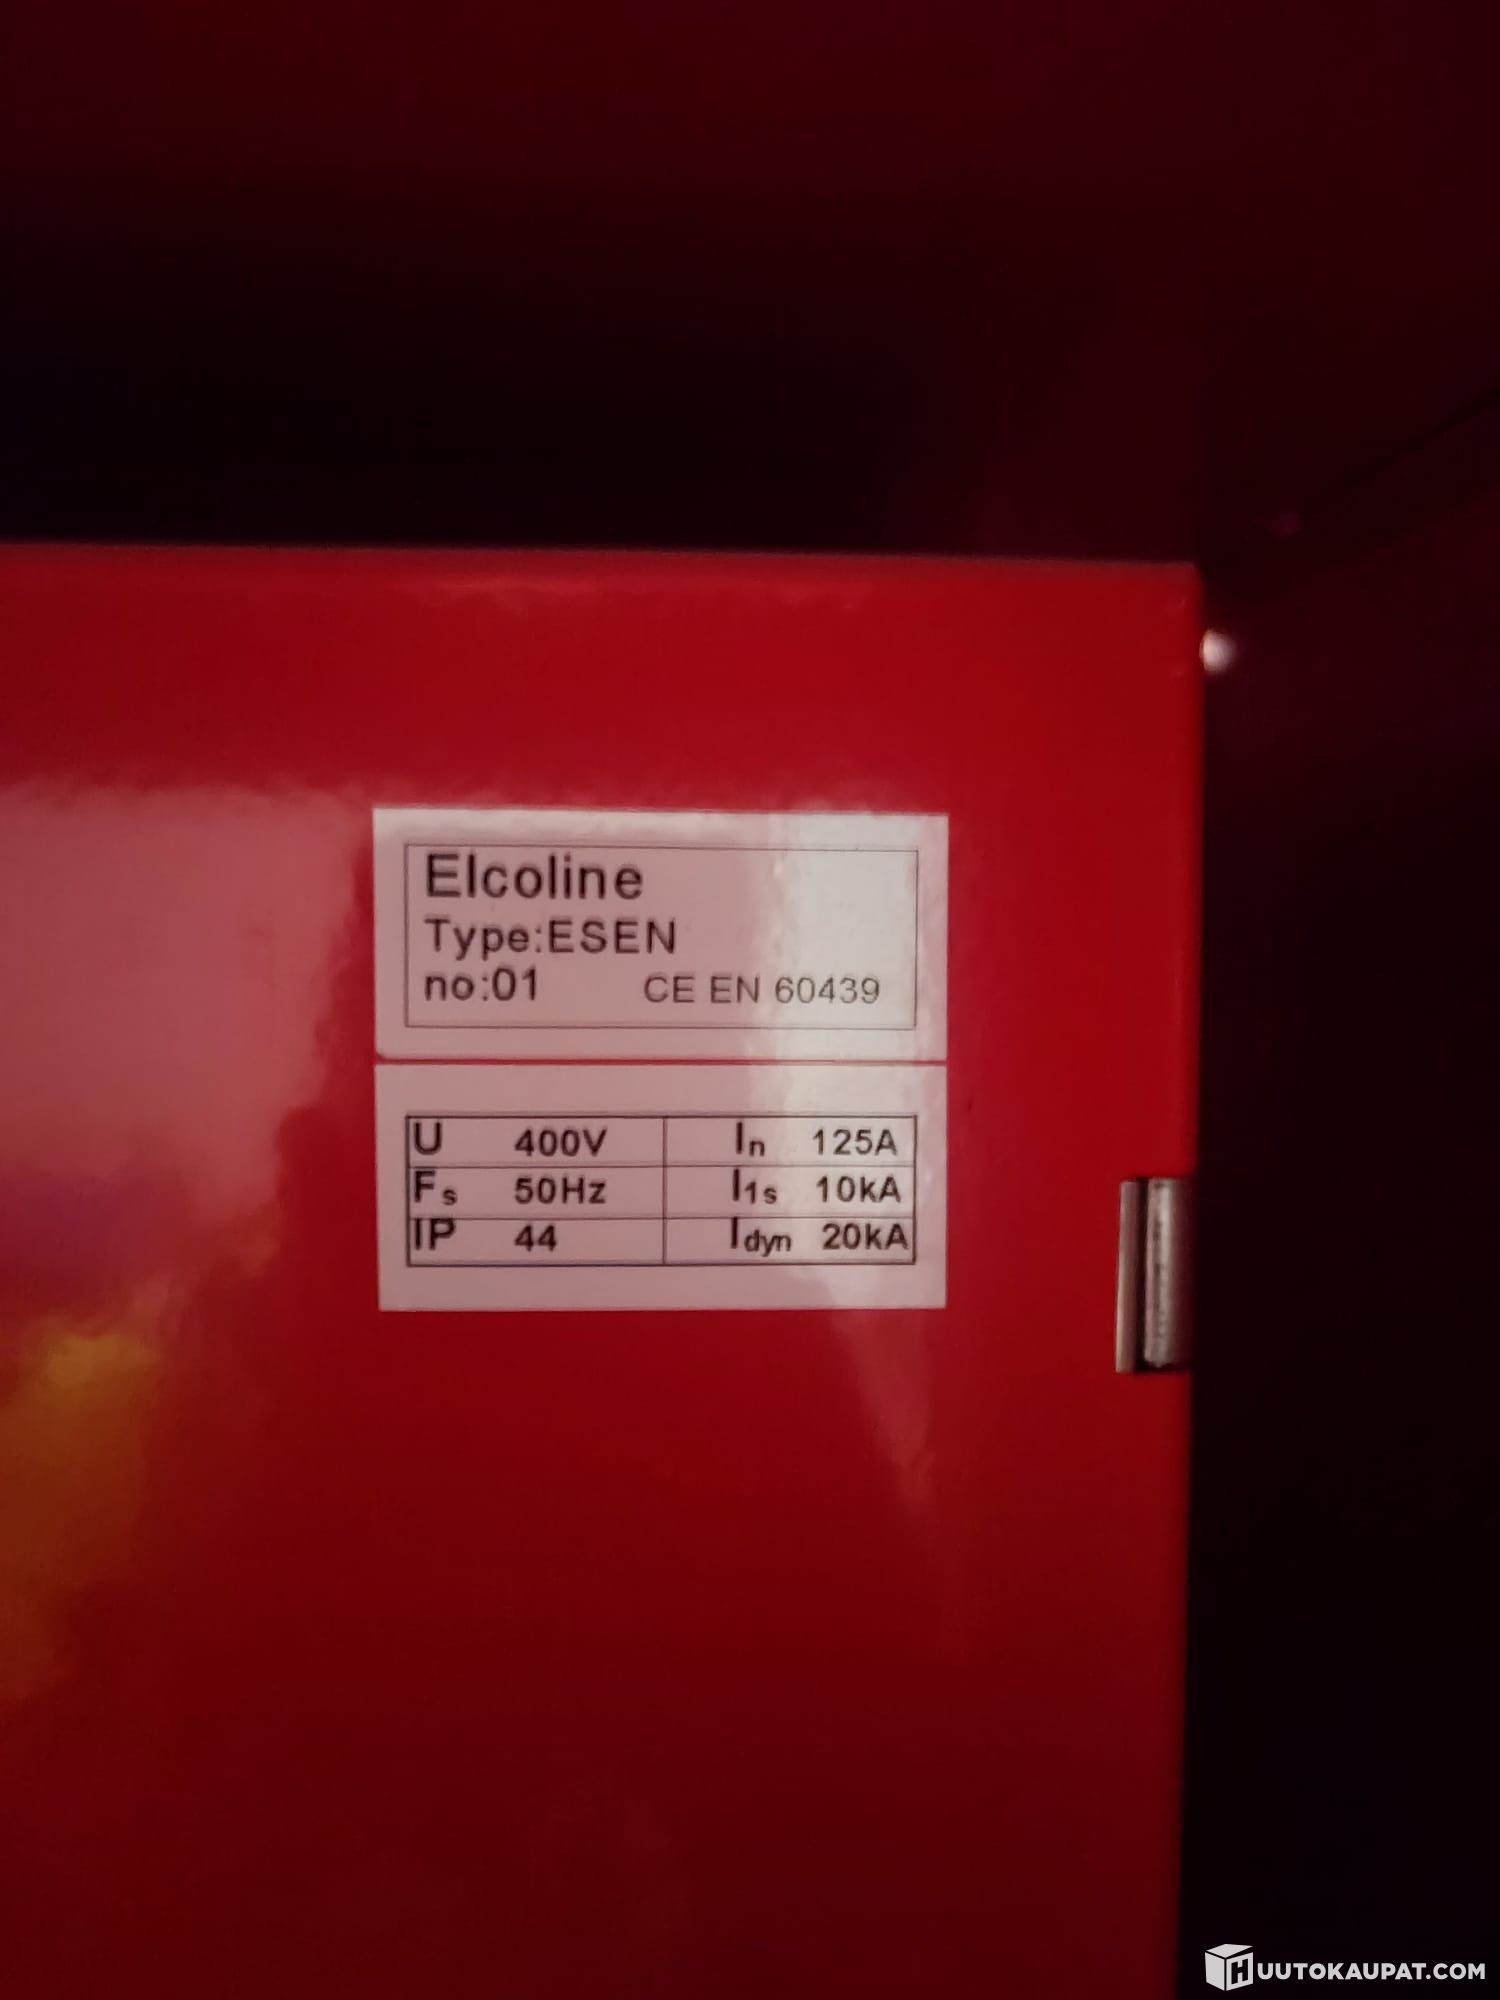 Elcoline
Type:ESEN
no:01 CE EN 60439
U 400V In 125A
Fs 50Hz I1s 10kA
IP 44 Idyn 20kA
HUUTOKAUPAT.COM